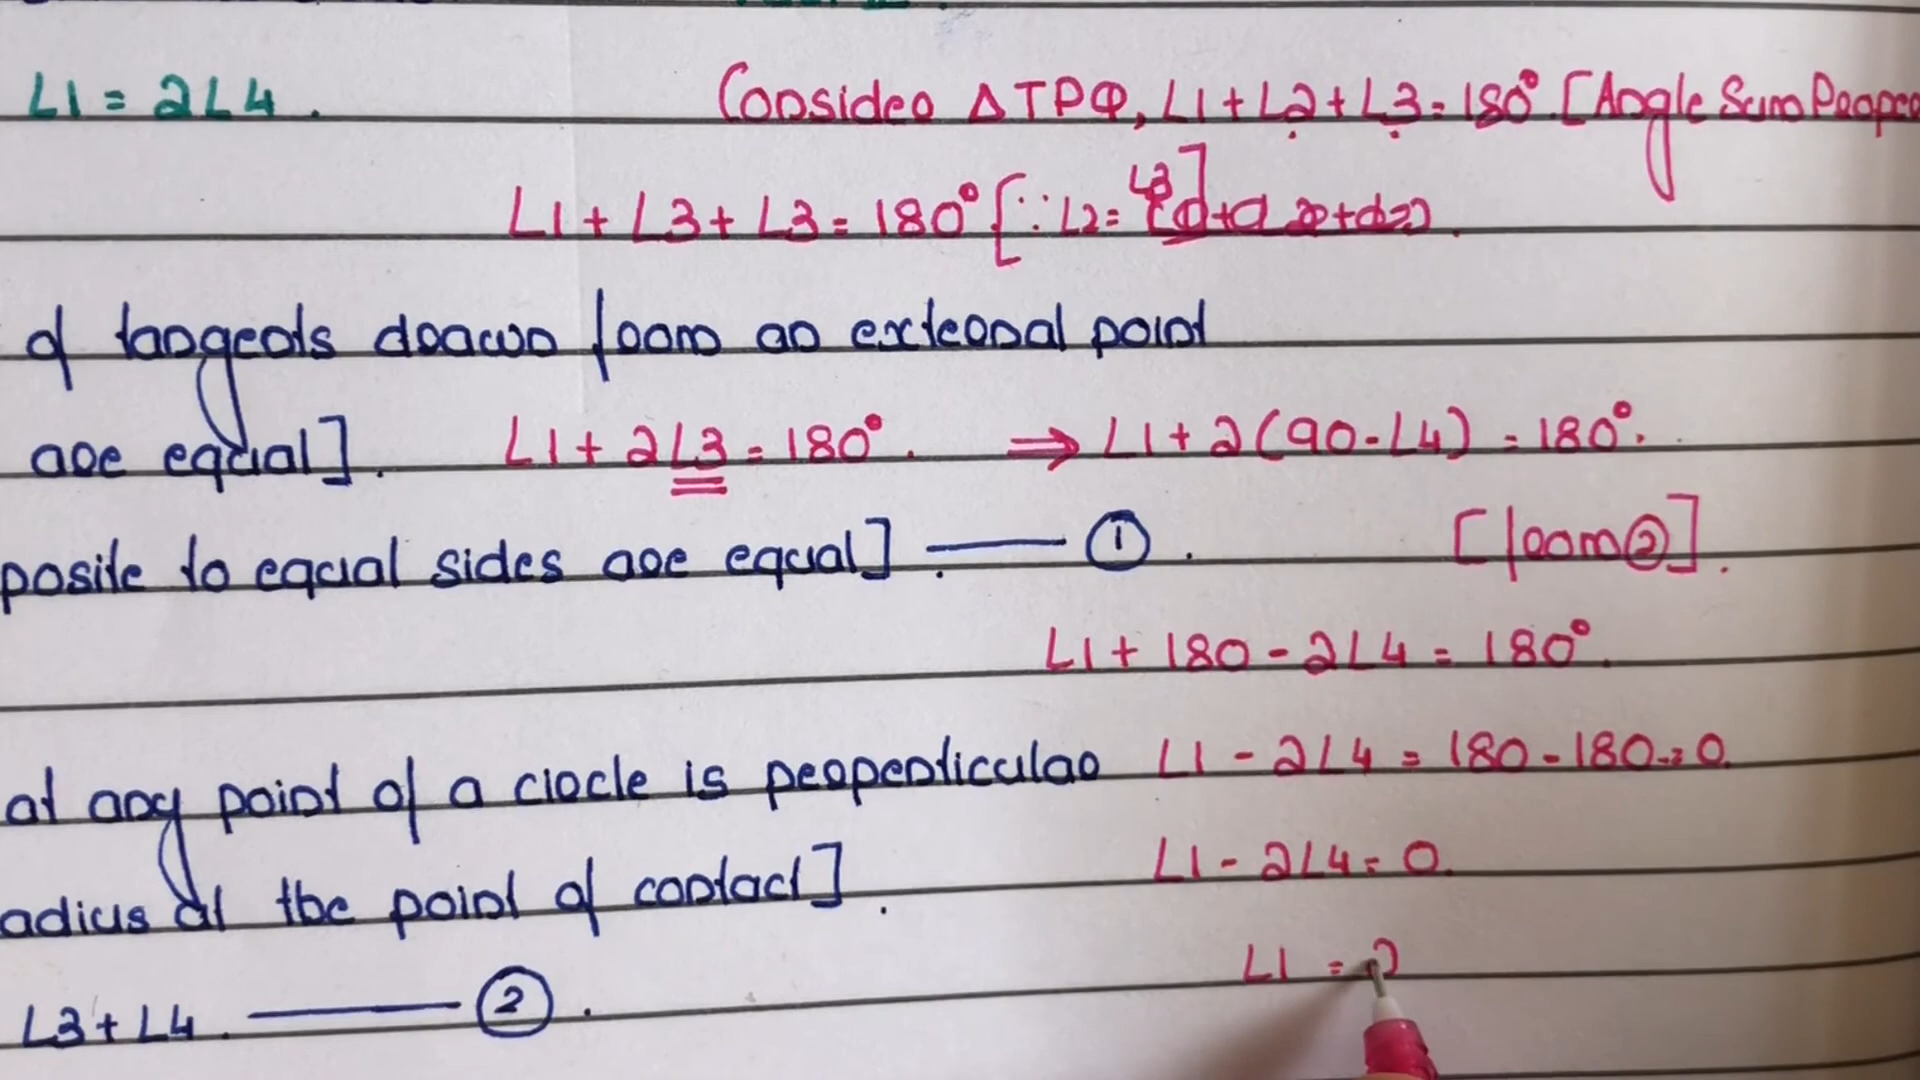 ∠1 = 2∠4. Consider △TPQ, ∠1+∠2+∠3=180° [Angle Sum Proper
∠1+∠3+∠3=180° [∵∠2=∠3]
of tangents drawn from an external point
are equal]. ∠1+2∠3=180°. ⇒ ∠1+2(90-∠4)=180°.
posite to equal sides are equal]. —— ①. [from②].
∠1+180-2∠4=180°.
at any point of a circle is perpendicular ∠1-2∠4=180-180=0.
adius at the point of contact]. ∠1-2∠4=0.
∠1 = 2
∠3+∠4. —— ②.